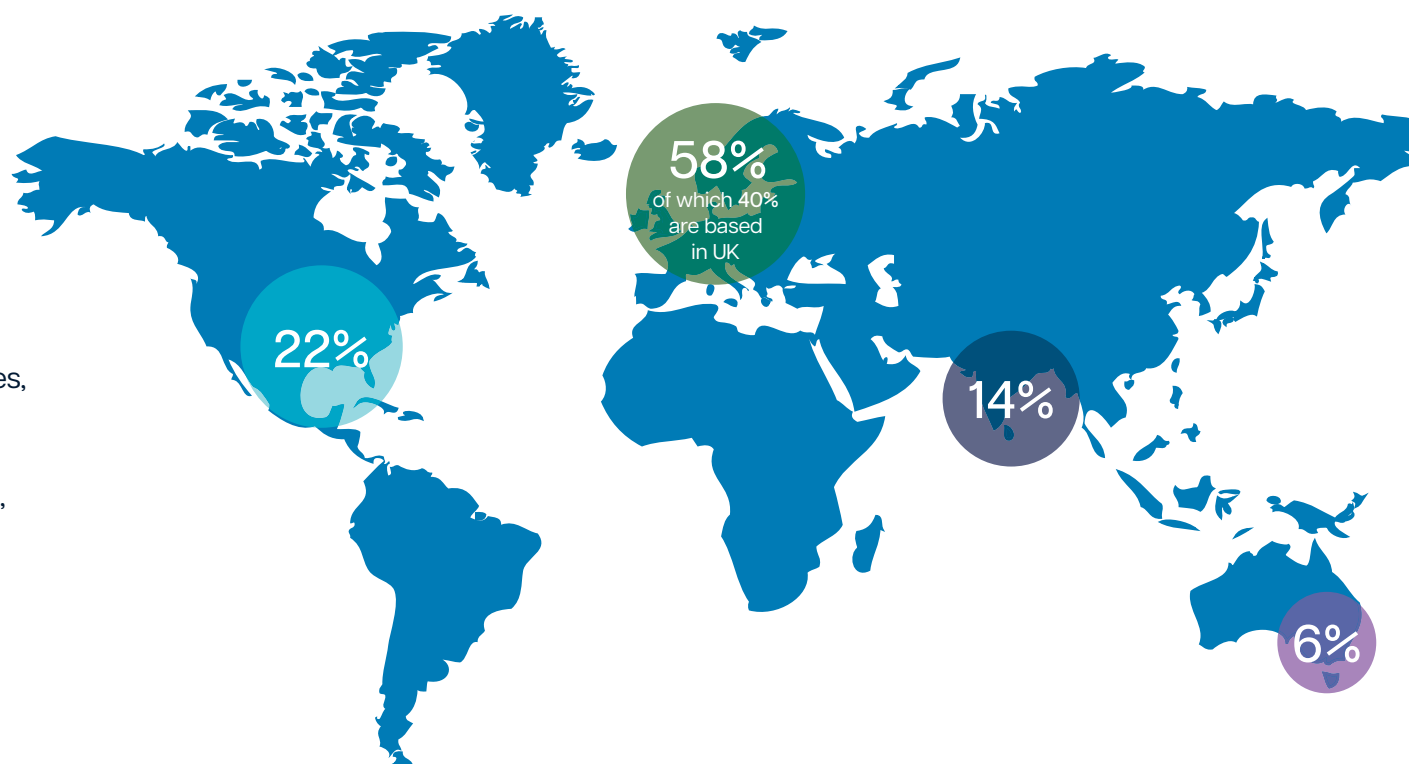 58%
of which 40%
are based
in UK
22%
es,
14%
,
6%